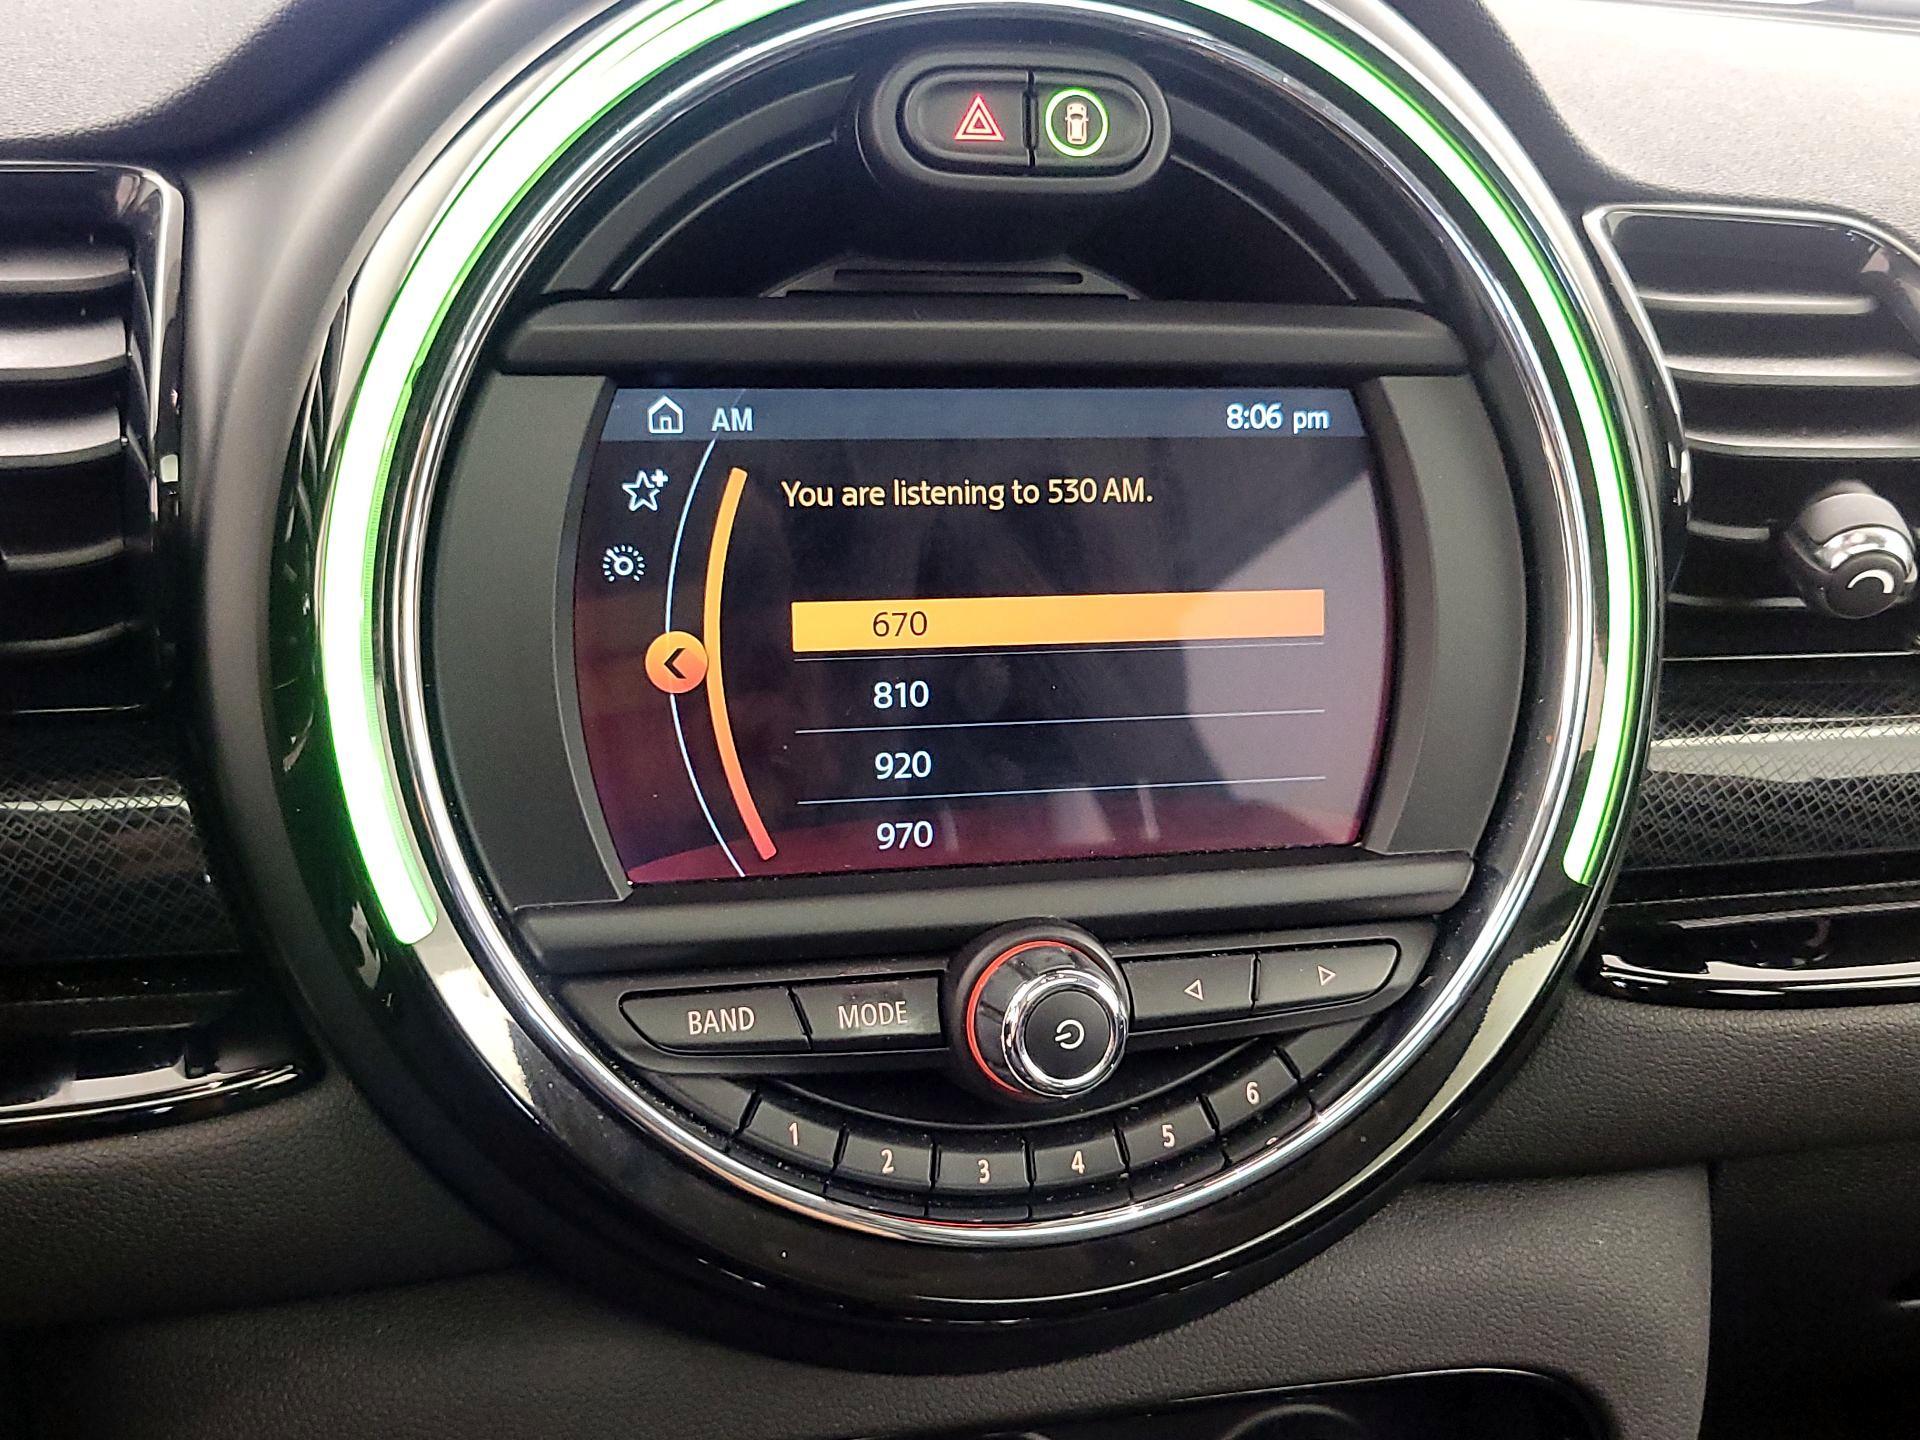 AM 8:06 pm
You are listening to 530 AM.
670
810
920
970
BAND MODE
1 2 3 4 5 6